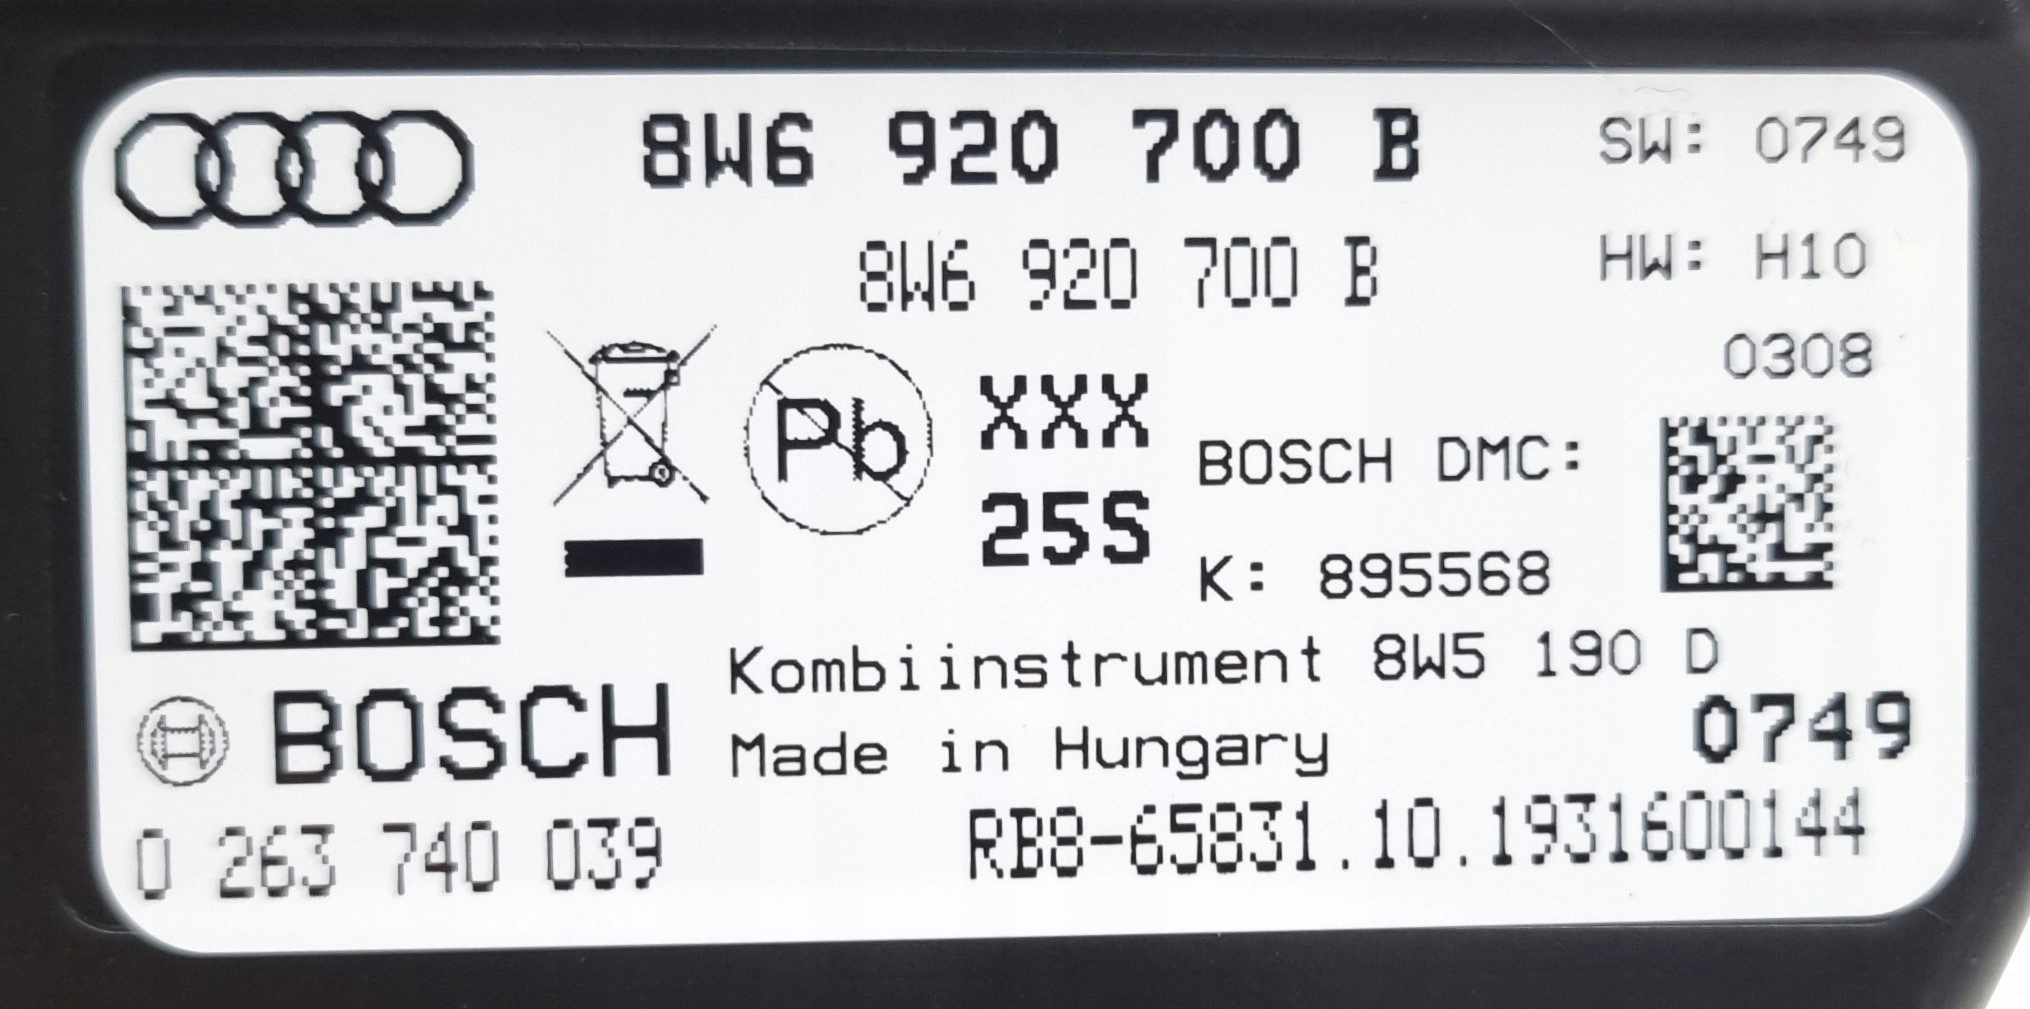 8W6 920 700 B
SW: 0749
8W6 920 700 B
HW: H10
0308
Pb
XXX
25S
BOSCH DMC:
K: 895568
Kombiinstrument 8W5 190 D
BOSCH
Made in Hungary
0749
0 263 740 039
RB8-65831.10.1931600144